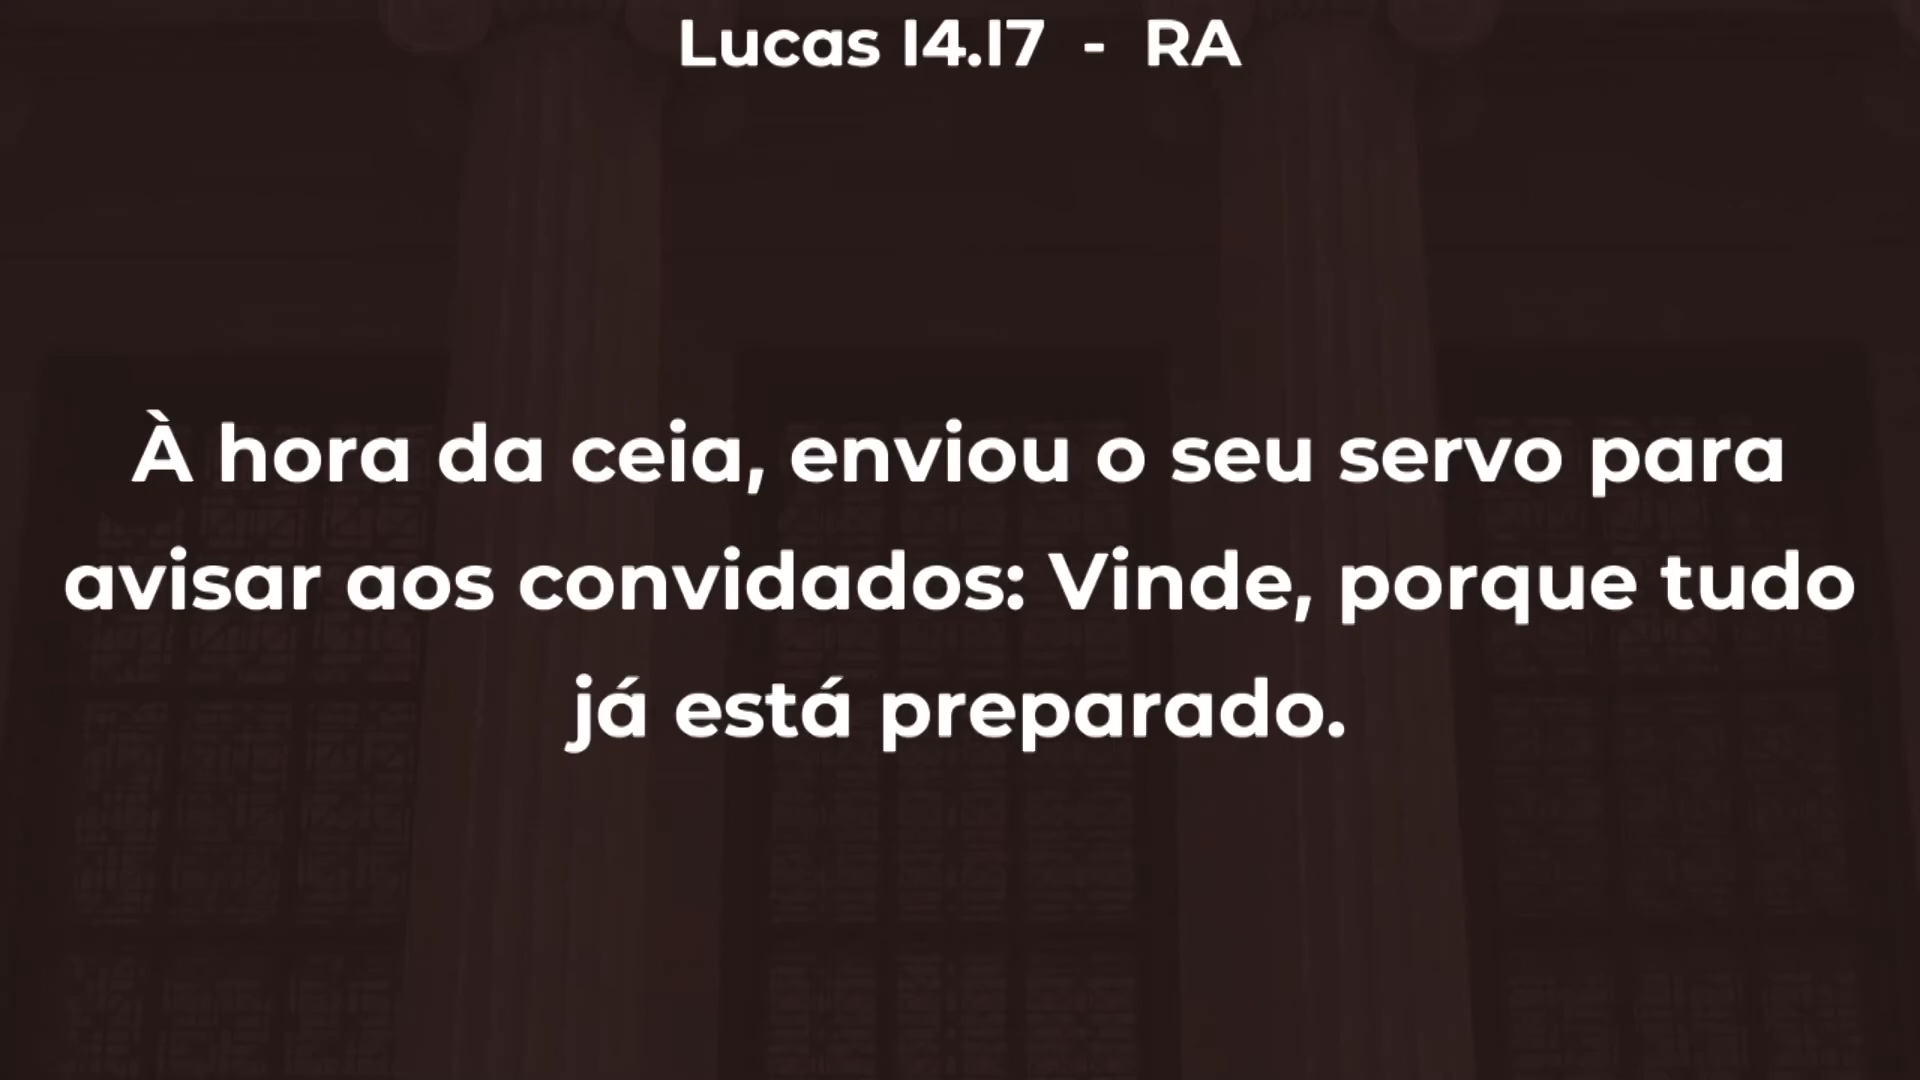 Lucas 14.17 - RA
À hora da ceia, enviou o seu servo para
avisar aos convidados: Vinde, porque tudo
já está preparado.